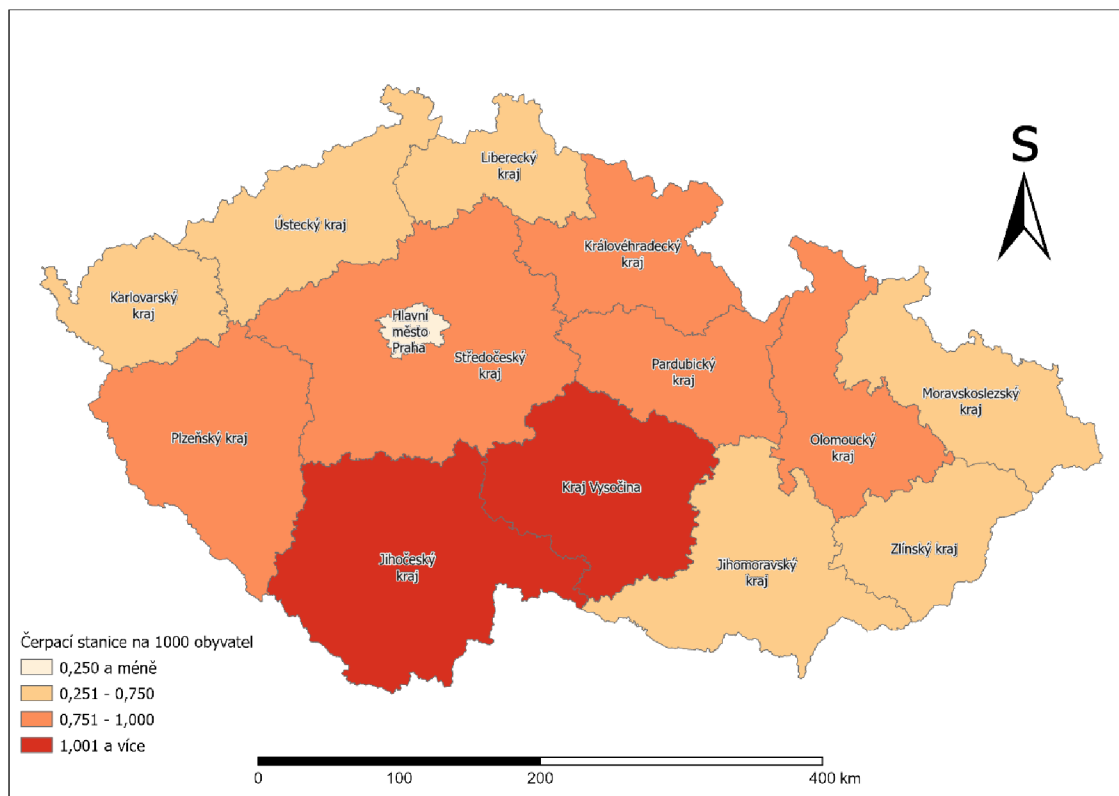 S
Liberecký
kraj
Ústecký kraj
Královéhradecký
kraj
Karlovarský
kraj
Hlavní
město
Praha
Středočeský
kraj
Pardubický
kraj
Moravskoslezský
kraj
Plzeňský kraj
Olomoucký
kraj
Kraj Vysočina
Zlínský kraj
Jihočeský
kraj
Jihomoravský
kraj
Čerpací stanice na 1000 obyvatel
0,250 a méně
0,251 - 0,750
0,751 - 1,000
1,001 a více
0 100 200 400 km